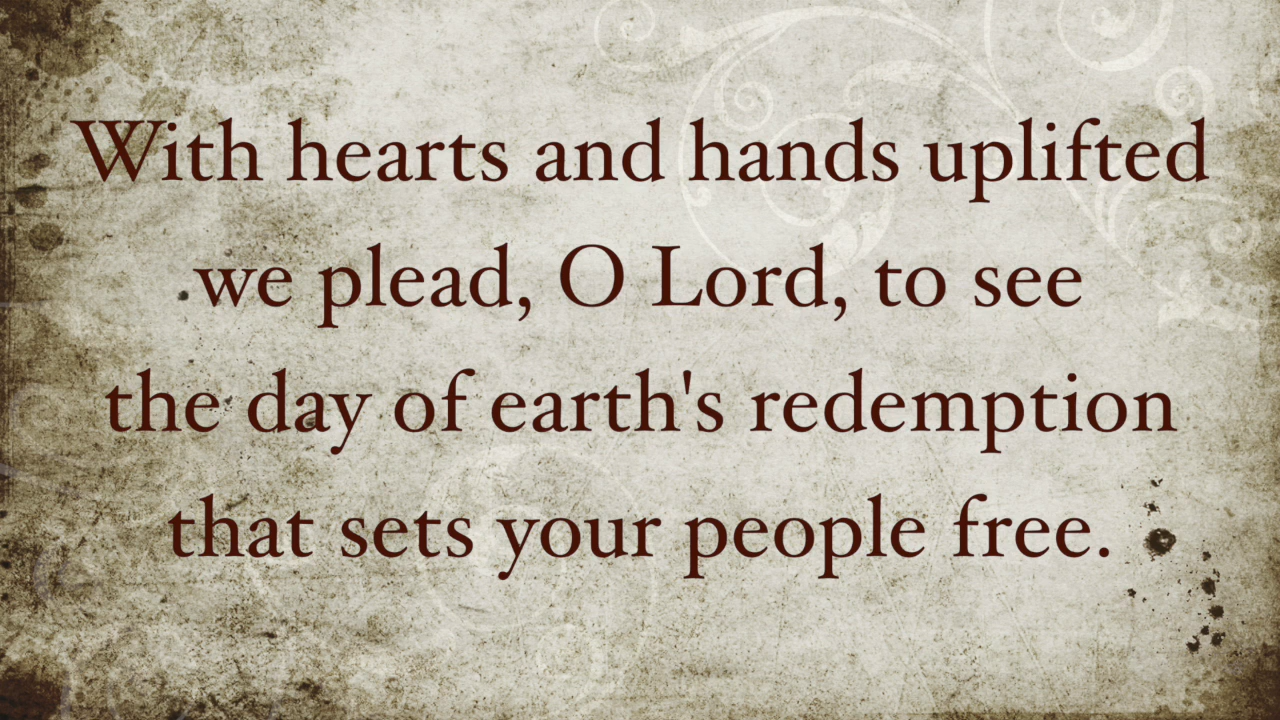 With hearts and hands uplifted
we plead, O Lord, to see
the day of earth's redemption
that sets your people free.